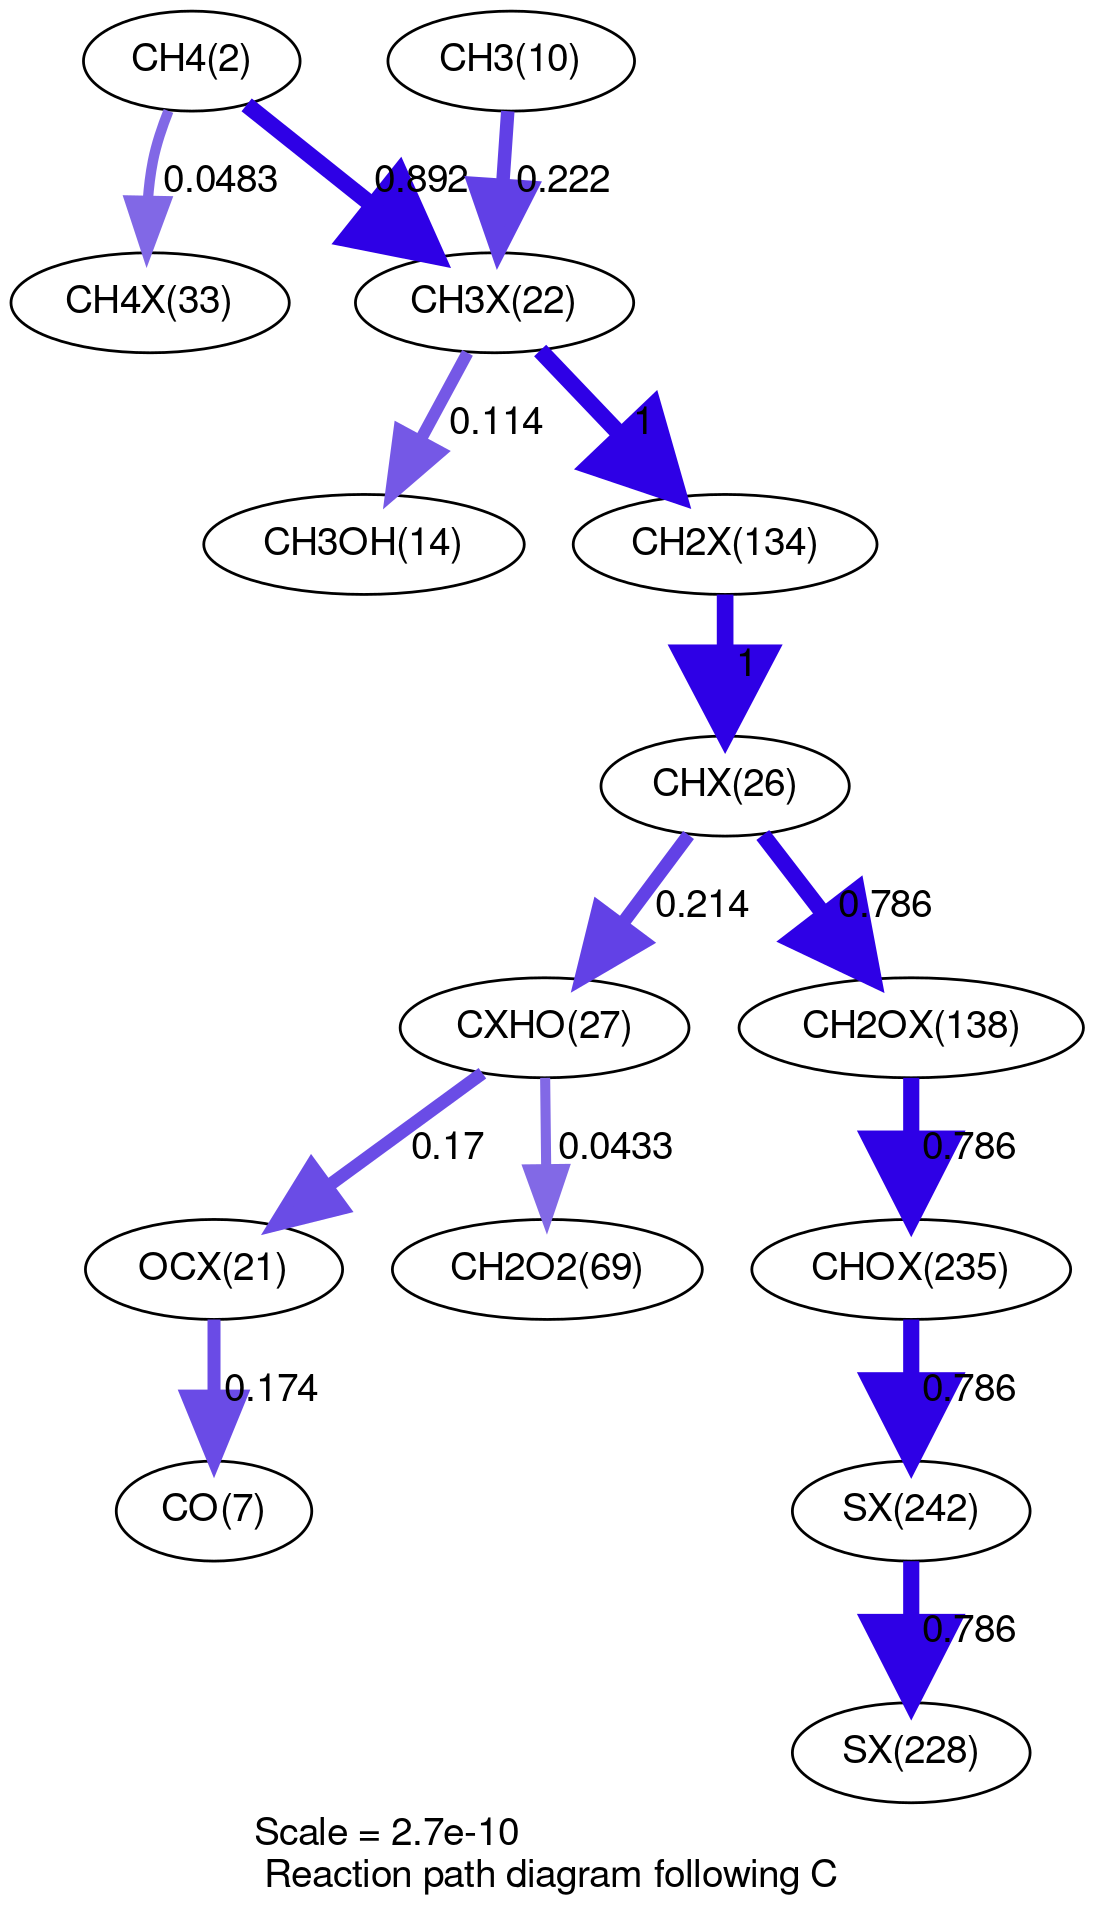 CH4(2)
CH3(10)
0.0483
0.892
0.222
CH4X(33)
CH3X(22)
0.114
1
CH3OH(14)
CH2X(134)
1
CHX(26)
0.214
0.786
CXHO(27)
CH2OX(138)
0.17
0.0433
0.786
OCX(21)
CH2O2(69)
CHOX(235)
0.174
0.786
CO(7)
SX(242)
0.786
SX(228)
Scale = 2.7e-10
Reaction path diagram following C